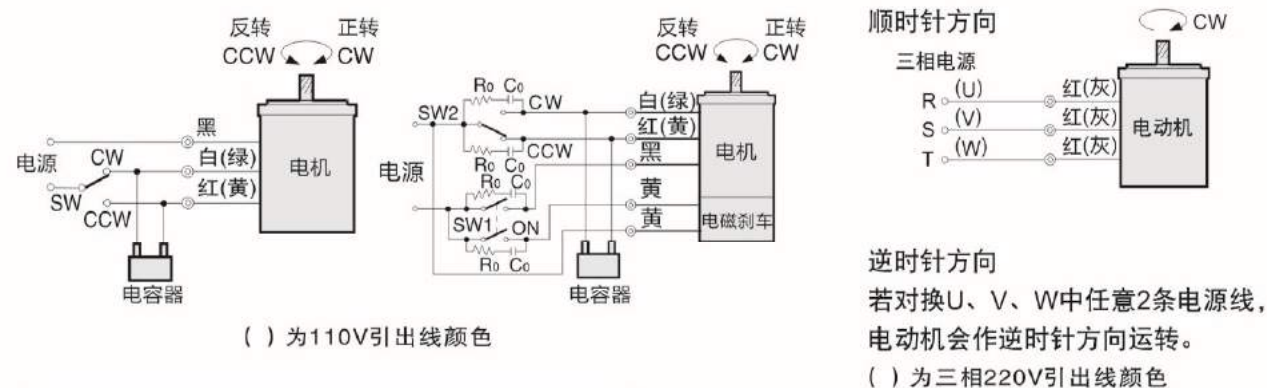 反转 正转
CCW CW
黑
电源
CW
白(绿)
电机
SW
红(黄)
CCW
电容器
反转 正转
CCW CW
R₀ C₀
CW
白(绿)
SW2
红(黄)
CCW
黑
电机
R₀ C₀
电源
R₀ C₀
黄
SW1 ON
黄
电磁刹车
R₀ C₀
电容器
( ) 为110V引出线颜色
顺时针方向
CW
三相电源
R (U) 红(灰)
S (V) 红(灰)
电动机
T (W) 红(灰)
逆时针方向
若对换U、V、W中任意2条电源线,
电动机会作逆时针方向运转。
( ) 为三相220V引出线颜色